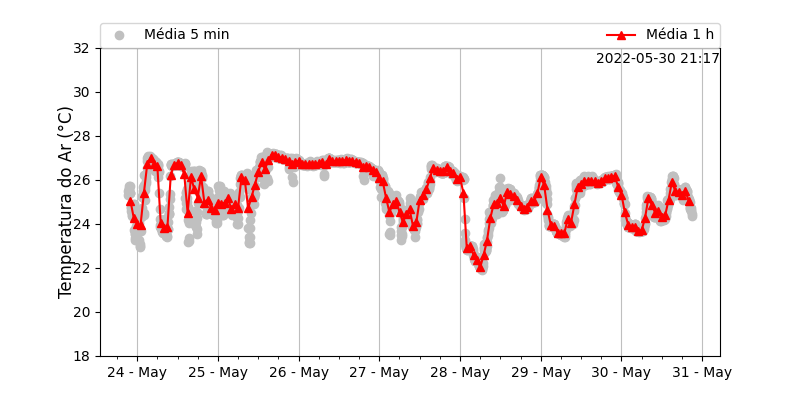 Média 5 min
Média 1 h
2022-05-30 21:17
Temperatura do Ar (°C)
32
30
28
26
24
22
20
18
24 - May
25 - May
26 - May
27 - May
28 - May
29 - May
30 - May
31 - May